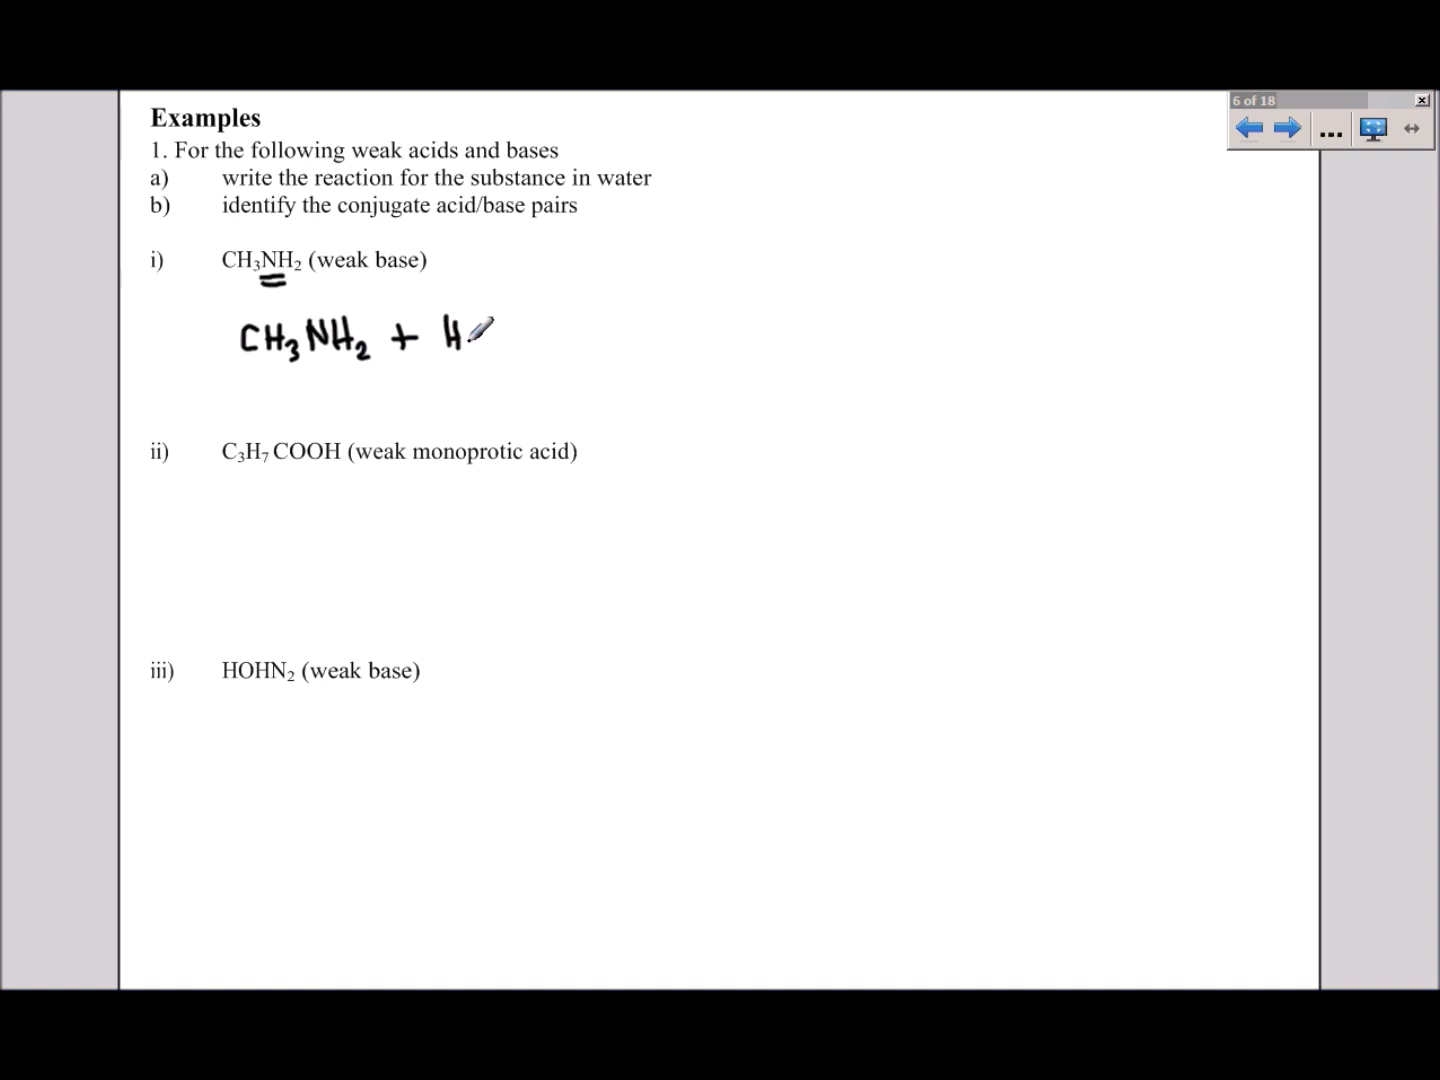 6 of 18
Examples
1. For the following weak acids and bases
a) write the reaction for the substance in water
b) identify the conjugate acid/base pairs
i) CH₃NH₂ (weak base)
CH₃NH₂ + H
ii) C₃H₇ COOH (weak monoprotic acid)
iii) HOHN₂ (weak base)